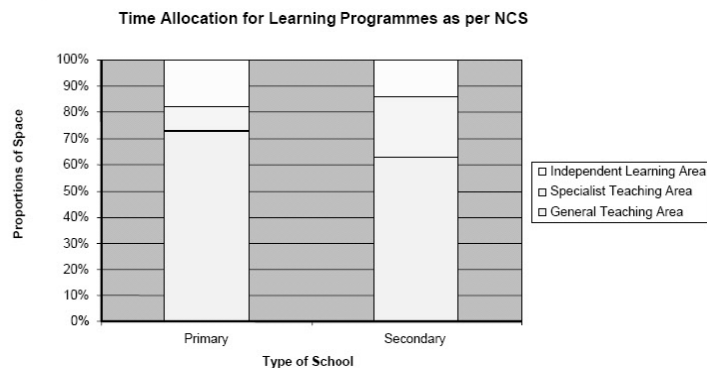 Time Allocation for Learning Programmes as per NCS
Proportions of Space
100%
90%
80%
70%
60%
50%
40%
30%
20%
10%
0%
Primary
Secondary
Type of School
Independent Learning Area
Specialist Teaching Area
General Teaching Area